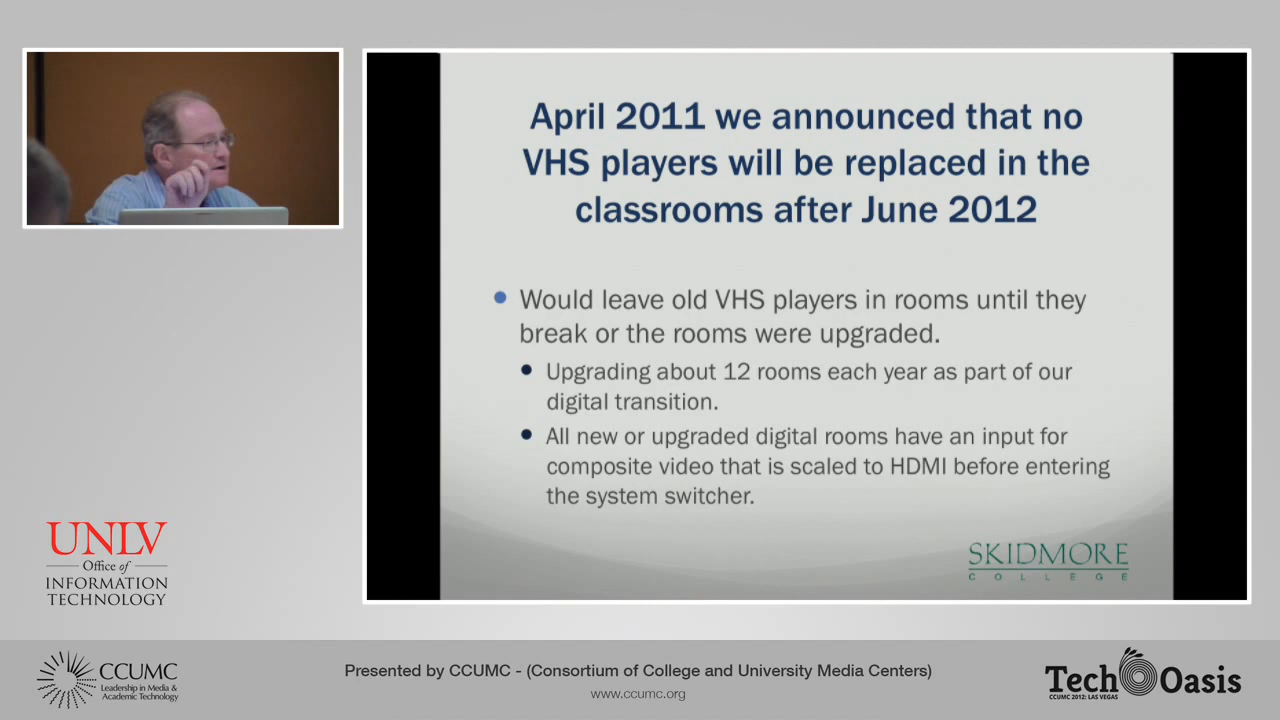 April 2011 we announced that no
VHS players will be replaced in the
classrooms after June 2012
Would leave old VHS players in rooms until they
break or the rooms were upgraded.
Upgrading about 12 rooms each year as part of our
digital transition.
All new or upgraded digital rooms have an input for
composite video that is scaled to HDMI before entering
the system switcher.
SKIDMORE
COLLEGE
UNLV
Office of
INFORMATION
TECHNOLOGY
CCUMC
Leadership in Media &
Academic Technology
Presented by CCUMC - (Consortium of College and University Media Centers)
www.ccumc.org
Tech Oasis
CCUMC 2012: LAS VEGAS